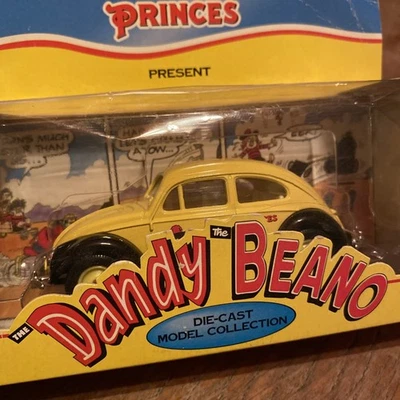 PRINCES
PRESENT
THE Dandy The BEANO
DIE-CAST
MODEL COLLECTION